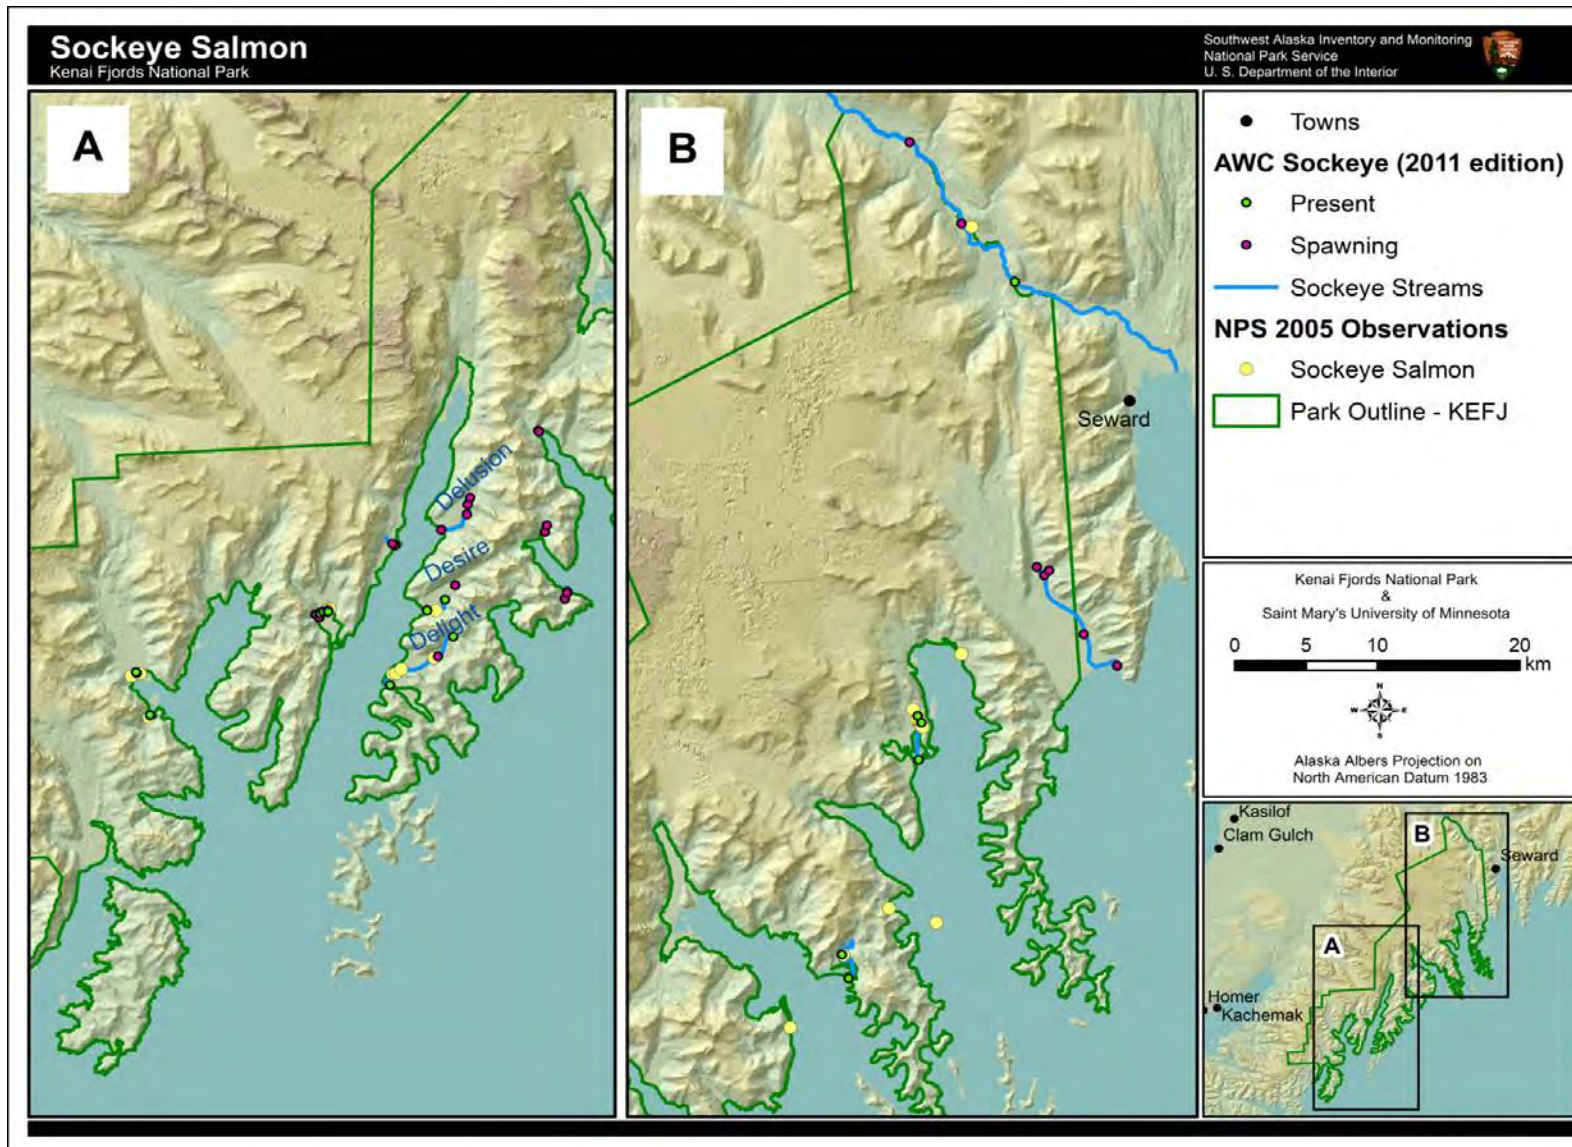 Sockeye Salmon
Kenai Fjords National Park
Southwest Alaska Inventory and Monitoring
National Park Service
U. S. Department of the Interior
A
Delusion
Desire
Delight
B
Seward
Towns
AWC Sockeye (2011 edition)
Present
Spawning
Sockeye Streams
NPS 2005 Observations
Sockeye Salmon
Park Outline - KEFJ
Kenai Fjords National Park
&
Saint Mary's University of Minnesota
0 5 10 20
km
N
W E
S
Alaska Albers Projection on
North American Datum 1983
Kasilof
Clam Gulch
B
Seward
A
Homer
Kachemak